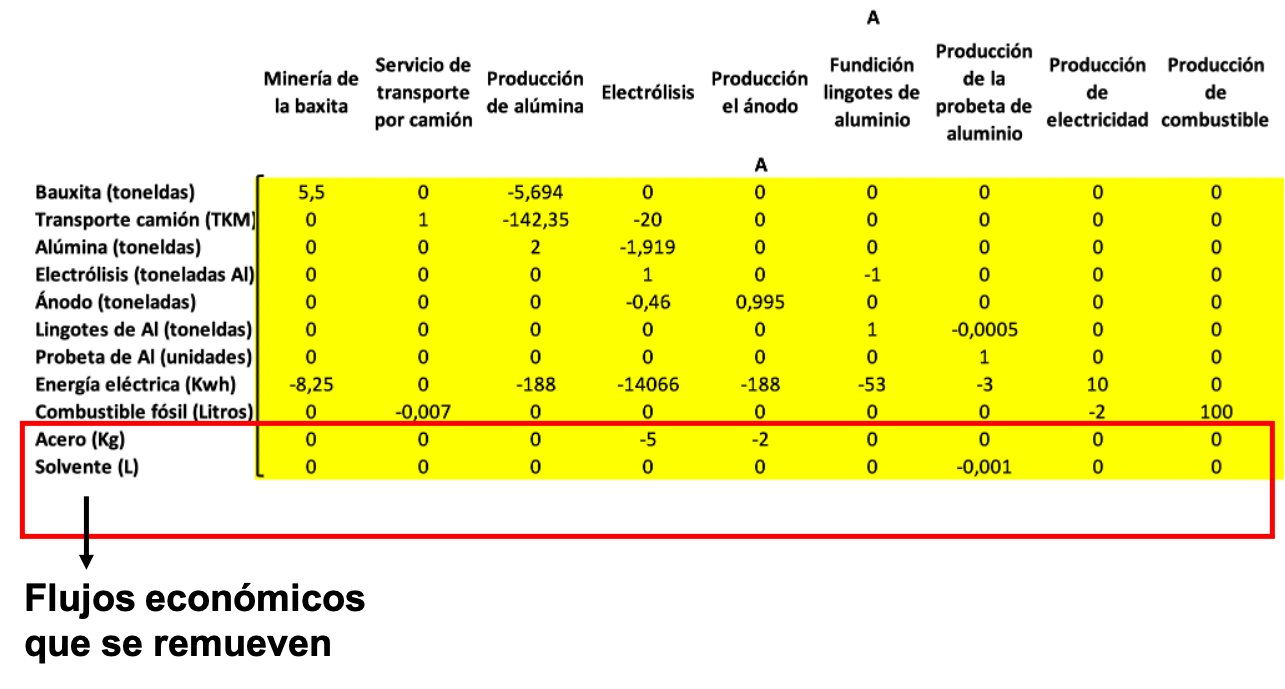 A
Minería de la baxita Servicio de transporte por camión Producción de alúmina Electrólisis Producción el ánodo Fundición lingotes de aluminio Producción de la probeta de aluminio Producción de electricidad Producción de combustible
A
Bauxita (toneldas) 5,5 0 -5,694 0 0 0 0 0 0
Transporte camión (TKM) 0 1 -142,35 -20 0 0 0 0 0
Alúmina (toneldas) 0 0 2 -1,919 0 0 0 0 0
Electrólisis (toneladas Al) 0 0 0 1 0 -1 0 0 0
Ánodo (toneladas) 0 0 0 -0,46 0,995 0 0 0 0
Lingotes de Al (toneldas) 0 0 0 0 0 1 -0,0005 0 0
Probeta de Al (unidades) 0 0 0 0 0 0 1 0 0
Energía eléctrica (Kwh) -8,25 0 -188 -14066 -188 -53 -3 10 0
Combustible fósil (Litros) 0 -0,007 0 0 0 0 0 -2 100
Acero (Kg) 0 0 0 -5 -2 0 0 0 0
Solvente (L) 0 0 0 0 0 0 -0,001 0 0
Flujos económicos
que se remueven